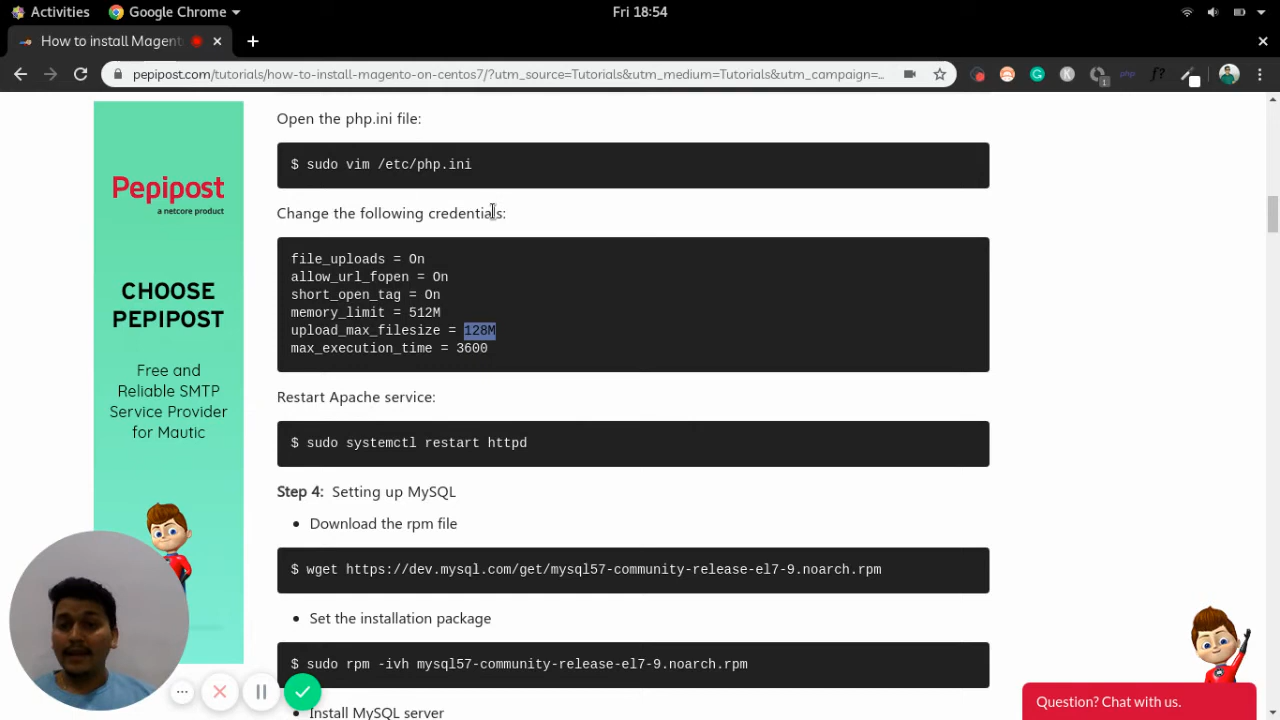 Activities
Google Chrome
Fri 18:54
How to install Magent
pepipost.com/tutorials/how-to-install-magento-on-centos7/?utm_source=Tutorials&utm_medium=Tutorials&utm_campaign=...
1
php
f?
Pepipost
a netcore product
CHOOSE
PEPIPOST
Free and
Reliable SMTP
Service Provider
for Mautic
Open the php.ini file:
$ sudo vim /etc/php.ini
Change the following credentials:
file_uploads = On
allow_url_fopen = On
short_open_tag = On
memory_limit = 512M
upload_max_filesize = 128M
max_execution_time = 3600
Restart Apache service:
$ sudo systemctl restart httpd
Step 4: Setting up MySQL
• Download the rpm file
$ wget https://dev.mysql.com/get/mysql57-community-release-el7-9.noarch.rpm
• Set the installation package
$ sudo rpm -ivh mysql57-community-release-el7-9.noarch.rpm
• Install MySQL server
Question? Chat with us.